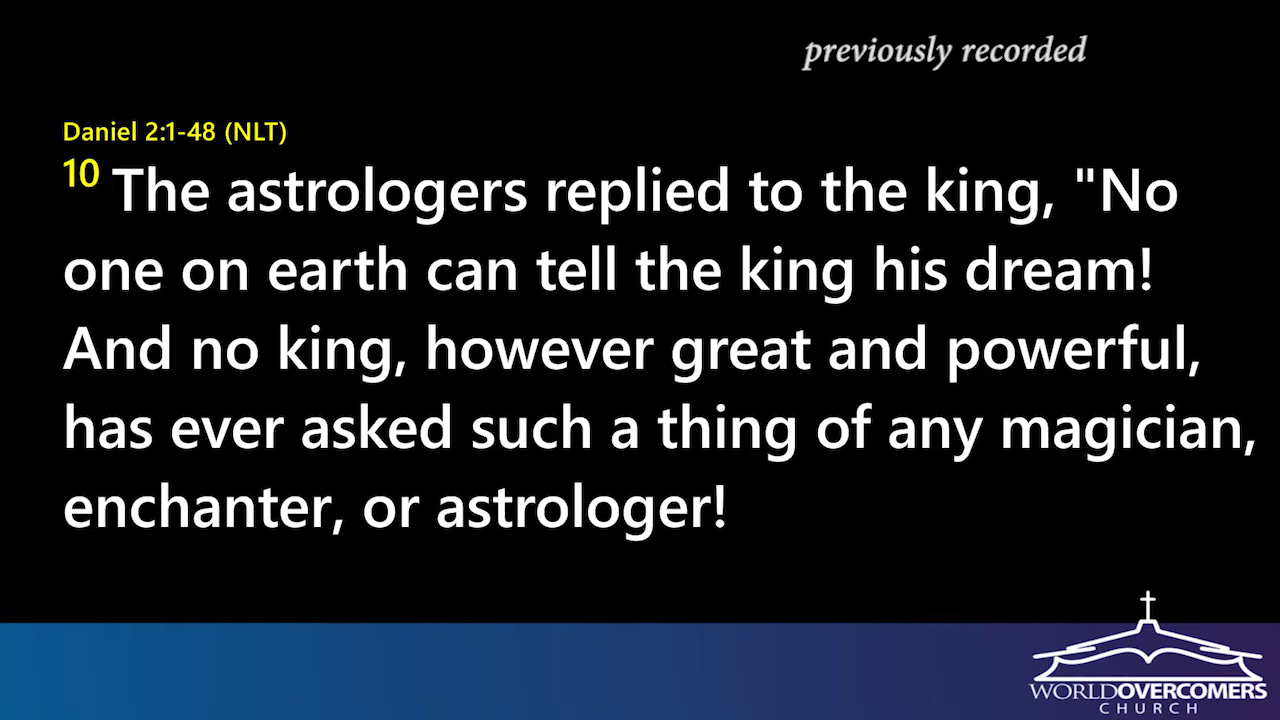 previously recorded
Daniel 2:1-48 (NLT)
10 The astrologers replied to the king, "No
one on earth can tell the king his dream!
And no king, however great and powerful,
has ever asked such a thing of any magician,
enchanter, or astrologer!
WORLDOVERCOMERS
CHURCH